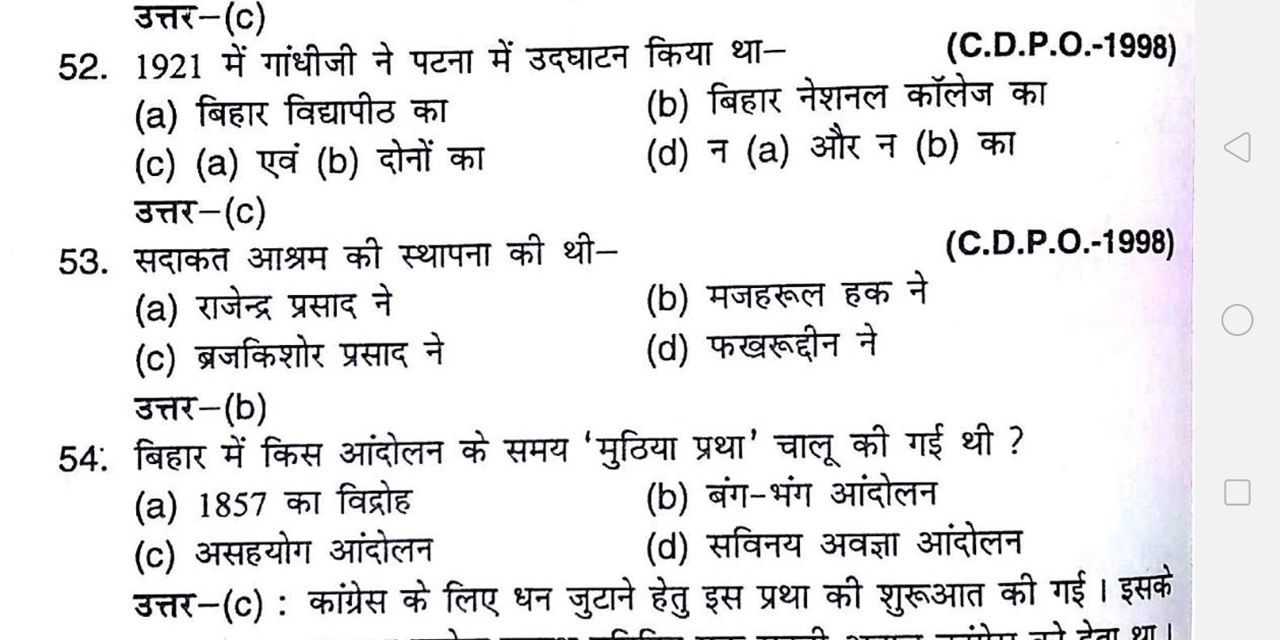 उत्तर–(c)
52. 1921 में गांधीजी ने पटना में उदघाटन किया था– (C.D.P.O.-1998)
(a) बिहार विद्यापीठ का (b) बिहार नेशनल कॉलेज का
(c) (a) एवं (b) दोनों का (d) न (a) और न (b) का
उत्तर–(c)
53. सदाकत आश्रम की स्थापना की थी– (C.D.P.O.-1998)
(a) राजेन्द्र प्रसाद ने (b) मजहरूल हक ने
(c) ब्रजकिशोर प्रसाद ने (d) फखरूद्दीन ने
उत्तर–(b)
54. बिहार में किस आंदोलन के समय ‘मुठिया प्रथा’ चालू की गई थी ?
(a) 1857 का विद्रोह (b) बंग-भंग आंदोलन
(c) असहयोग आंदोलन (d) सविनय अवज्ञा आंदोलन
उत्तर–(c) : कांग्रेस के लिए धन जुटाने हेतु इस प्रथा की शुरूआत की गई । इसके